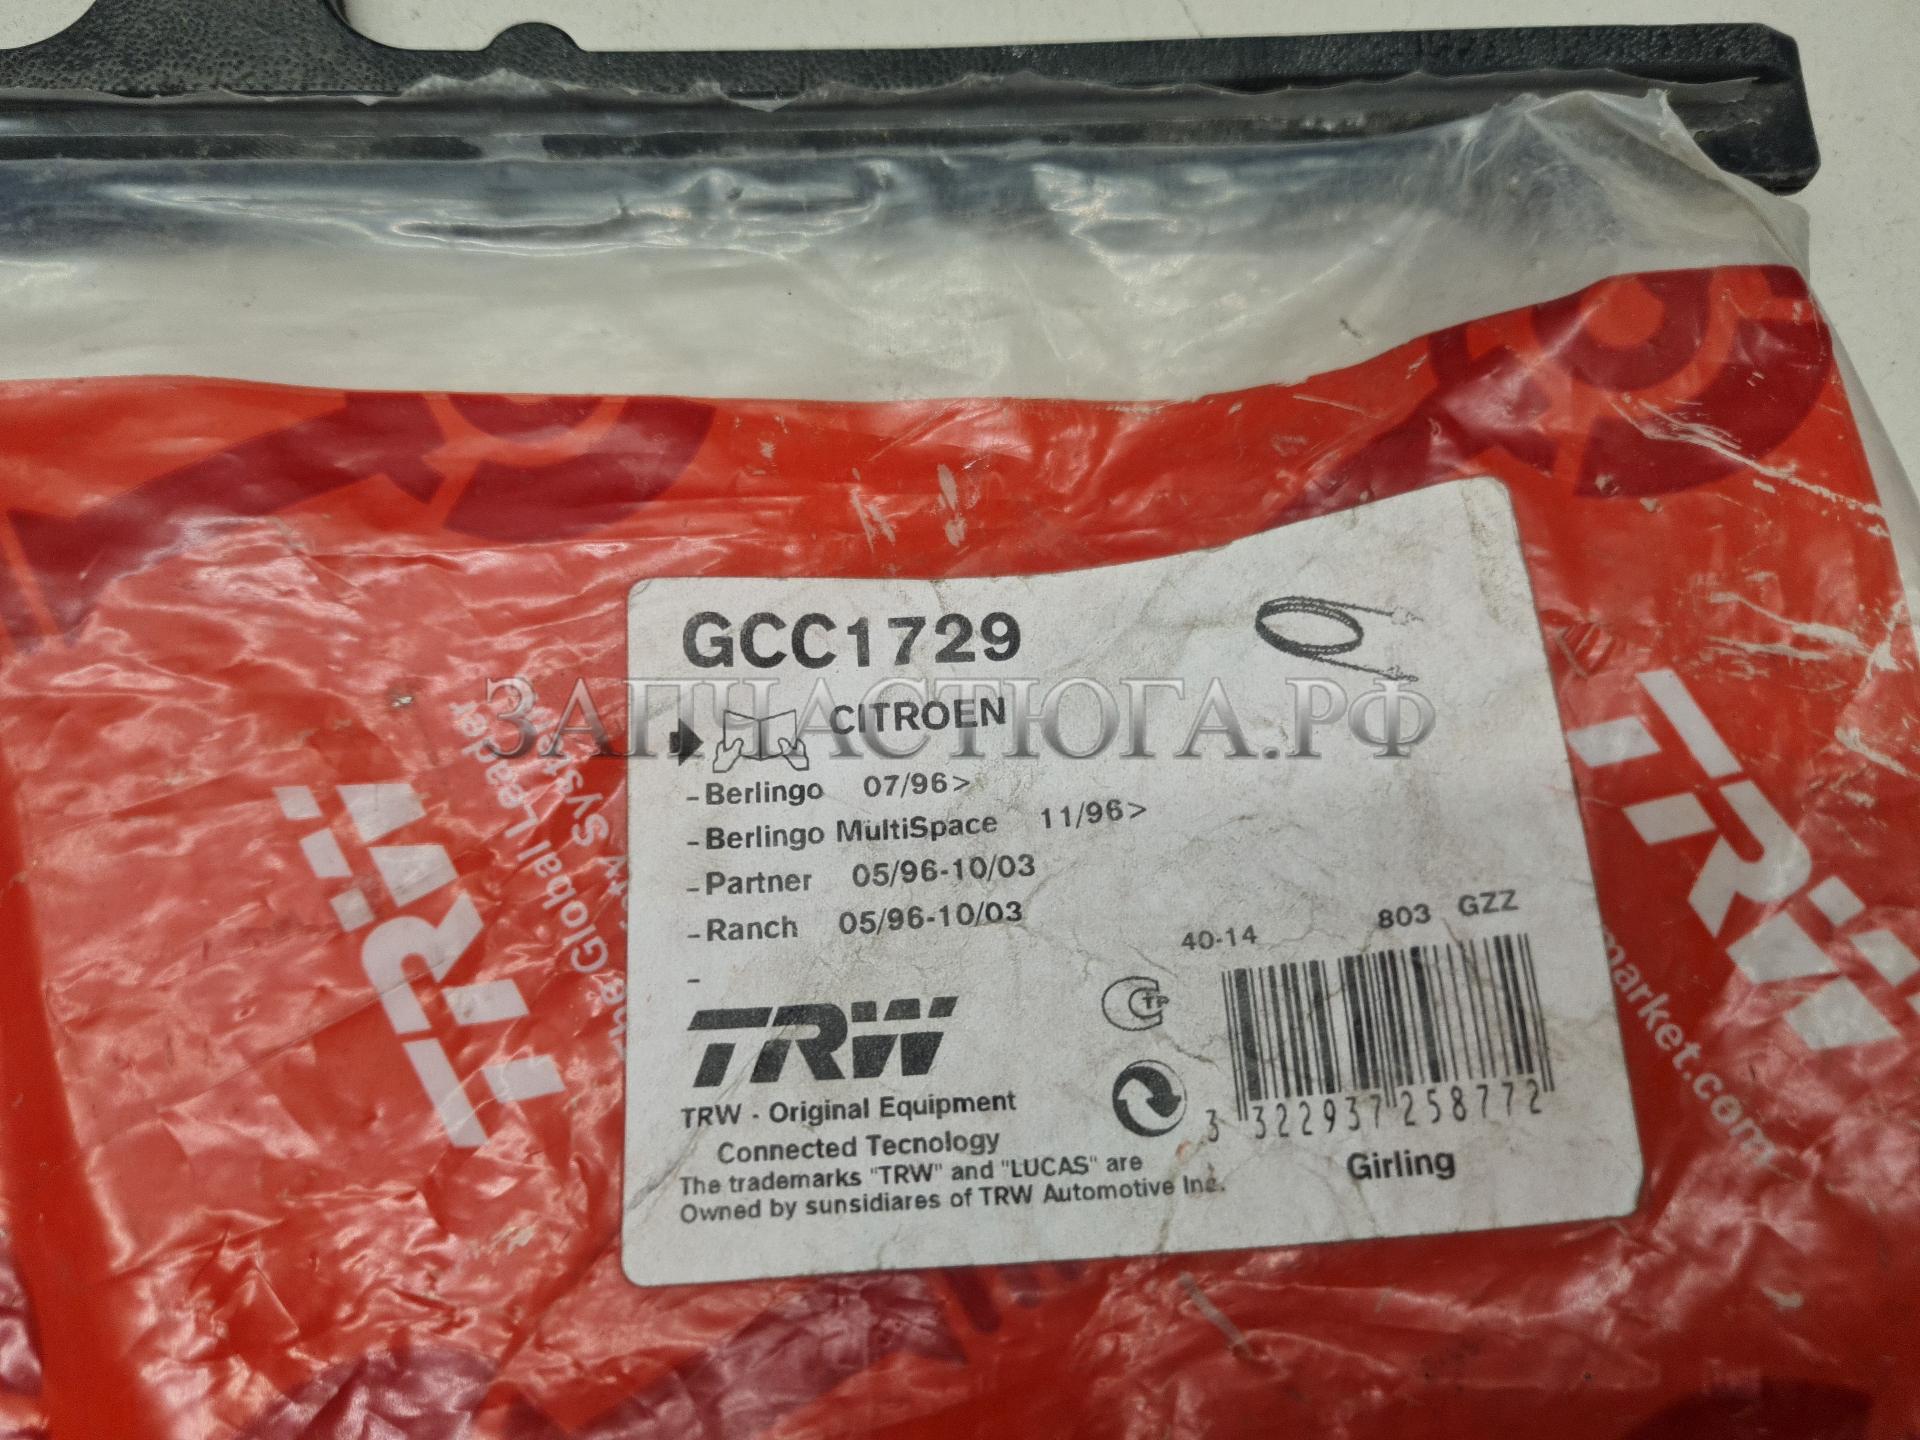 GCC1729
CITROEN
ЗАПЧАСТЮГА.РФ
- Berlingo 07/96>
- Berlingo MultiSpace 11/96>
- Partner 05/96-10/03
- Ranch 05/96-10/03
-
40-14 803 GZZ
TRW
TRW - Original Equipment
Connected Tecnology
The trademarks "TRW" and "LUCAS" are
Owned by sunsidiares of TRW Automotive Inc.
3 322937 258772
Girling
TRW
Global Leader
TRW
market.com